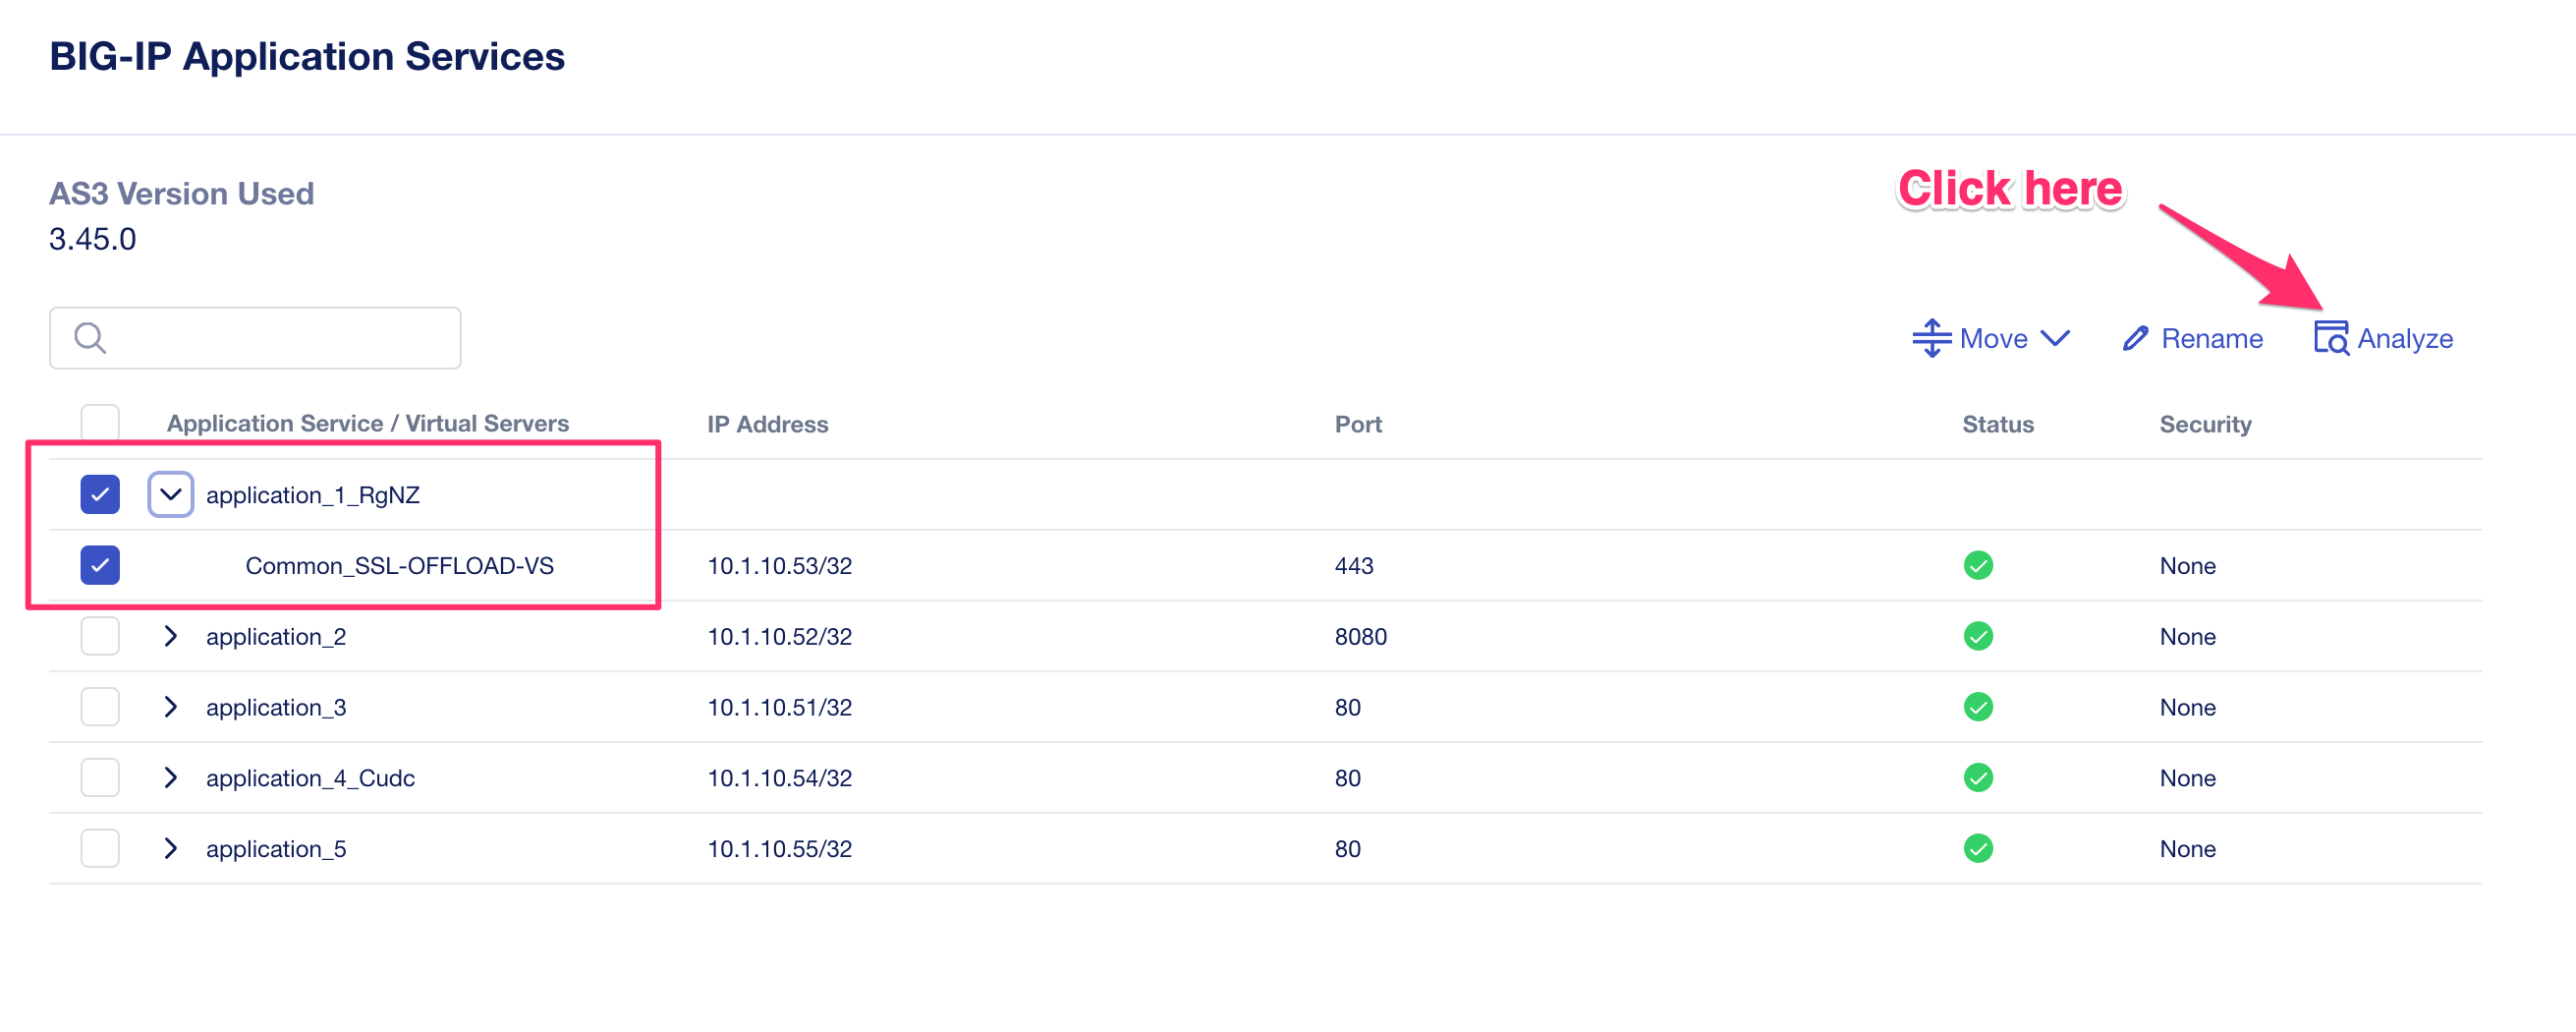 BIG-IP Application Services
AS3 Version Used
3.45.0
Click here
Move Rename Analyze
Application Service / Virtual Servers IP Address Port Status Security
application_1_RgNZ
Common_SSL-OFFLOAD-VS 10.1.10.53/32 443 None
application_2 10.1.10.52/32 8080 None
application_3 10.1.10.51/32 80 None
application_4_Cudc 10.1.10.54/32 80 None
application_5 10.1.10.55/32 80 None